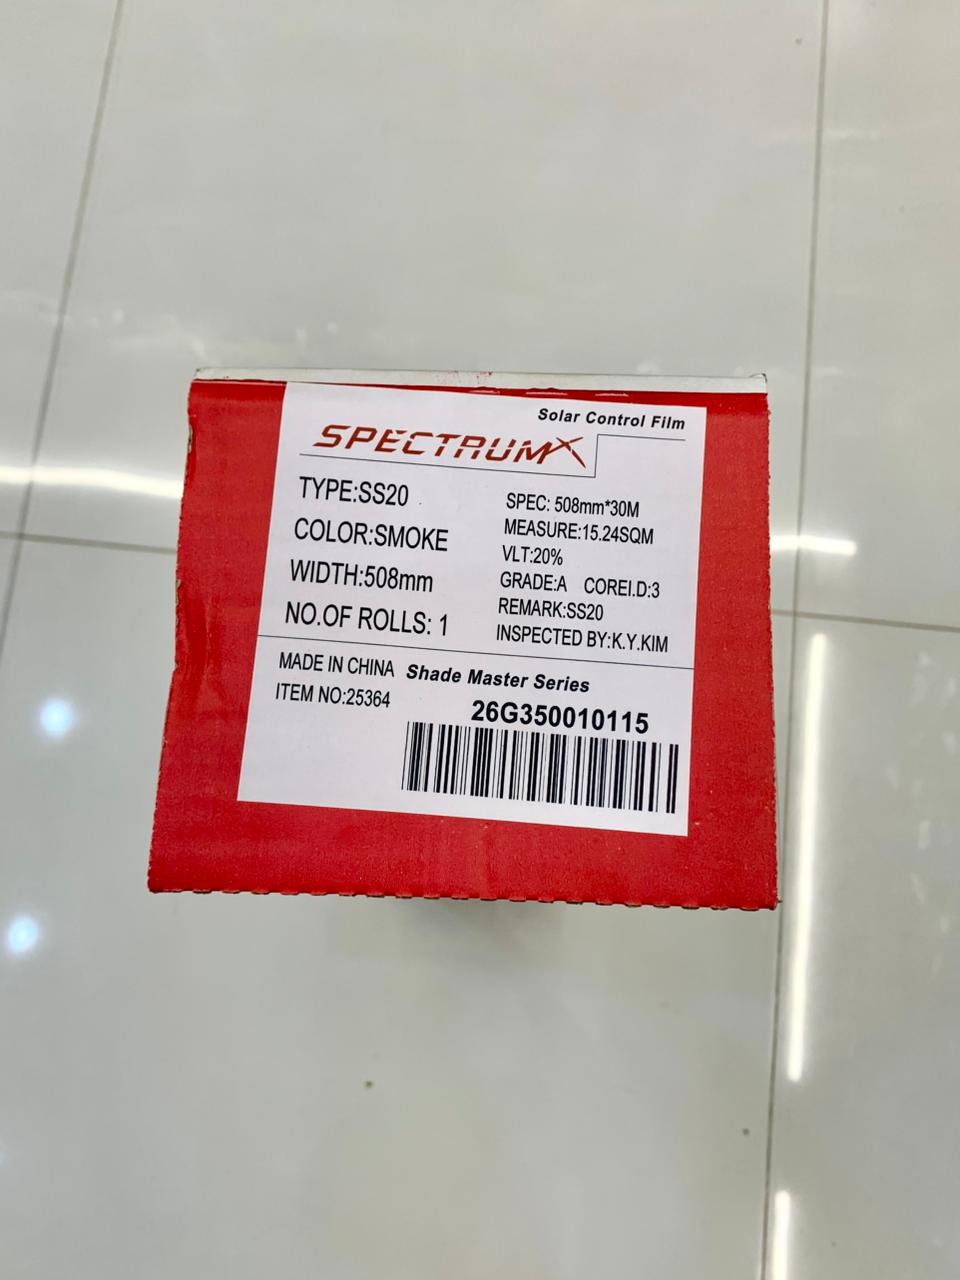 Solar Control Film
SPECTRUMX
TYPE:SS20
COLOR:SMOKE
WIDTH:508mm
NO.OF ROLLS: 1
SPEC: 508mm*30M
MEASURE:15.24SQM
VLT:20%
GRADE:A COREI.D:3
REMARK:SS20
INSPECTED BY:K.Y.KIM
MADE IN CHINA
ITEM NO:25364
Shade Master Series
26G350010115